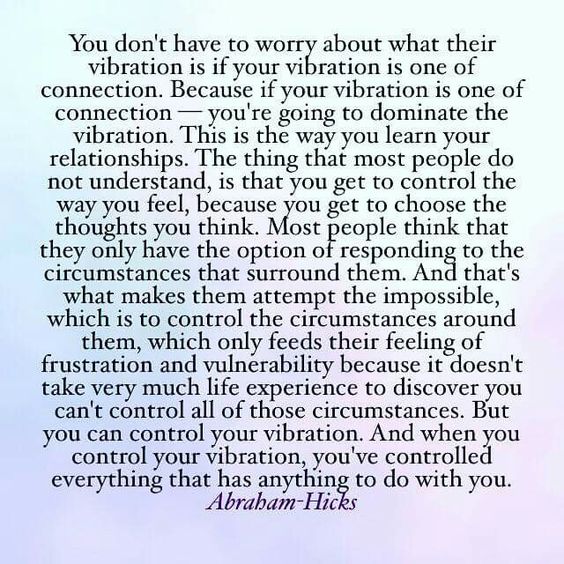 You don't have to worry about what their
vibration is if your vibration is one of
connection. Because if your vibration is one of
connection — you're going to dominate the
vibration. This is the way you learn your
relationships. The thing that most people do
not understand, is that you get to control the
way you feel, because you get to choose the
thoughts you think. Most people think that
they only have the option of responding to the
circumstances that surround them. And that's
what makes them attempt the impossible,
which is to control the circumstances around
them, which only feeds their feeling of
frustration and vulnerability because it doesn't
take very much life experience to discover you
can't control all of those circumstances. But
you can control your vibration. And when you
control your vibration, you've controlled
everything that has anything to do with you.
Abraham-Hicks